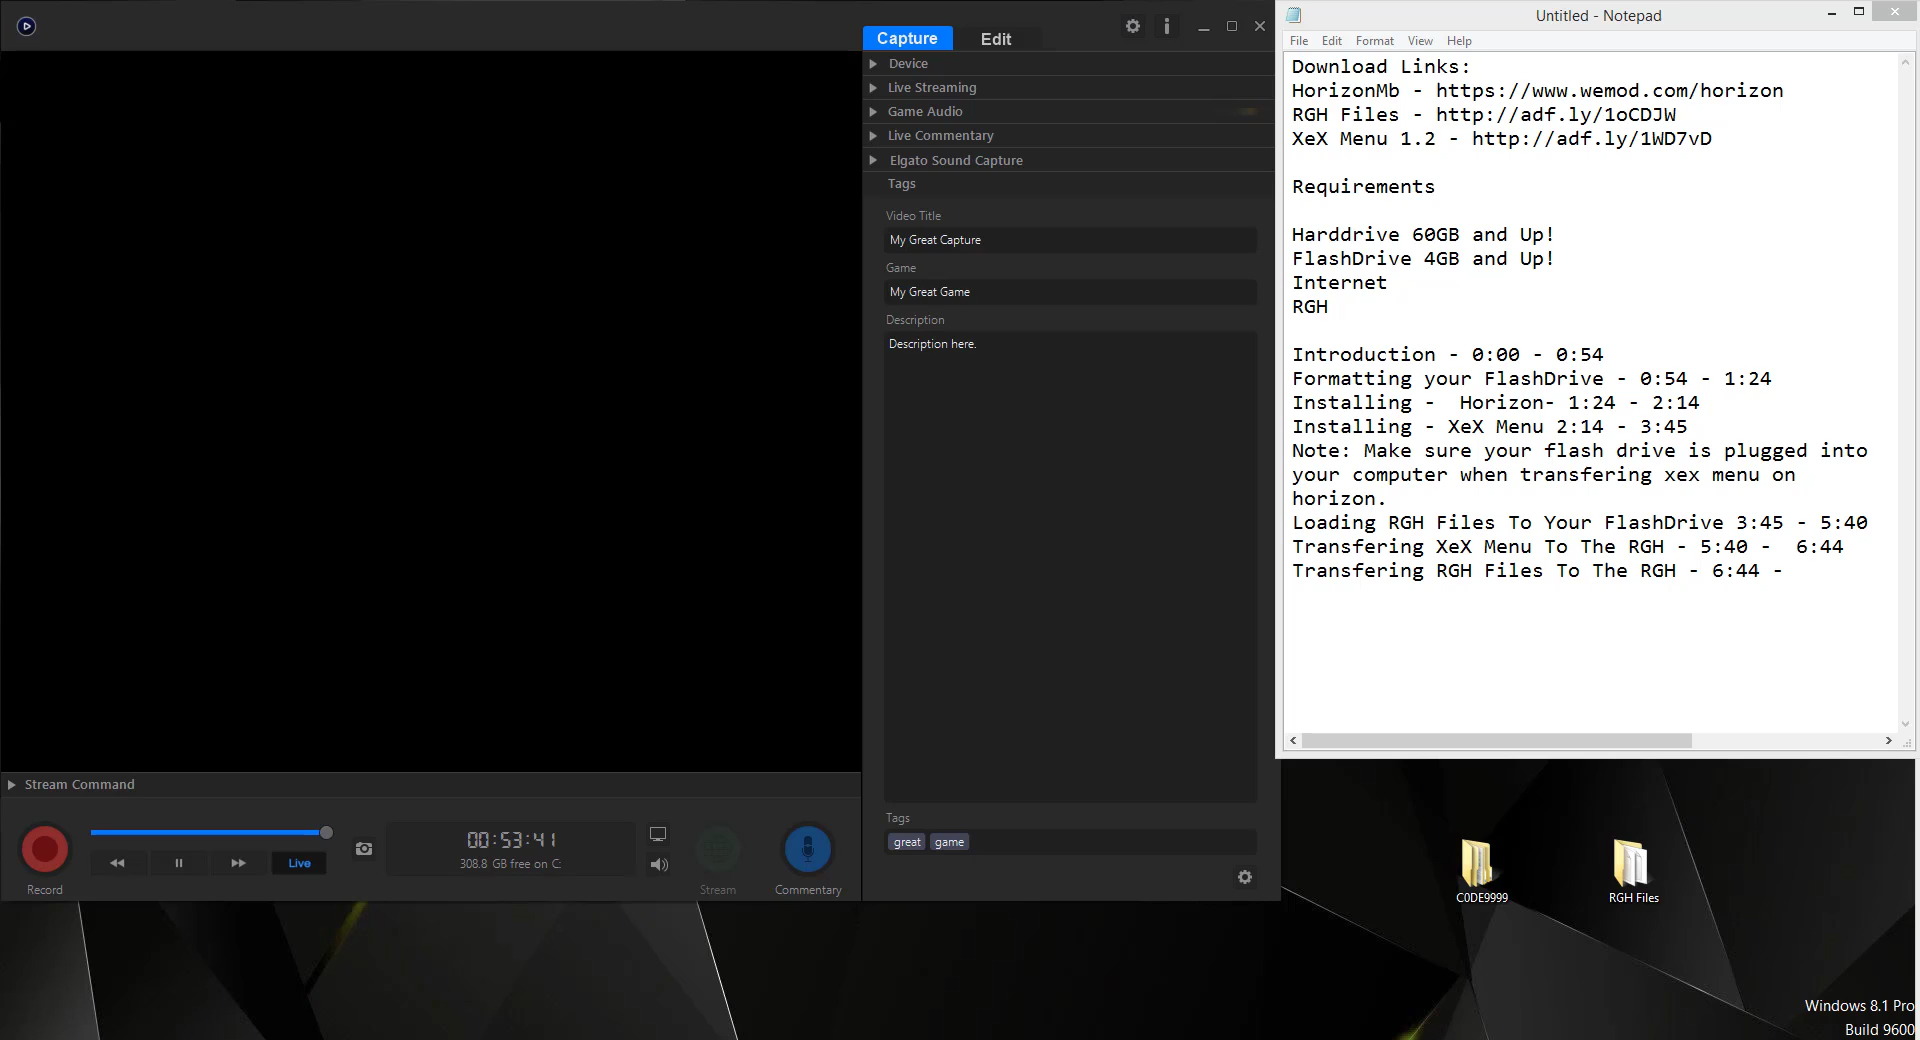 Capture
Edit
Device
Live Streaming
Game Audio
Live Commentary
Elgato Sound Capture
Tags
Video Title
My Great Capture
Game
My Great Game
Description
Description here.
Tags
great game
Stream Command
Record
Live
00:53:41
308.8 GB free on C:
Stream
Commentary
Untitled - Notepad
File Edit Format View Help
Download Links:
HorizonMb - https://www.wemod.com/horizon
RGH Files - http://adf.ly/1oCDJW
XeX Menu 1.2 - http://adf.ly/1WD7vD
Requirements
Harddrive 60GB and Up!
FlashDrive 4GB and Up!
Internet
RGH
Introduction - 0:00 - 0:54
Formatting your FlashDrive - 0:54 - 1:24
Installing -  Horizon- 1:24 - 2:14
Installing - XeX Menu 2:14 - 3:45
Note: Make sure your flash drive is plugged into
your computer when transfering xex menu on
horizon.
Loading RGH Files To Your FlashDrive 3:45 - 5:40
Transfering XeX Menu To The RGH - 5:40 -  6:44
Transfering RGH Files To The RGH - 6:44 -
C0DE9999
RGH Files
Windows 8.1 Pro
Build 9600